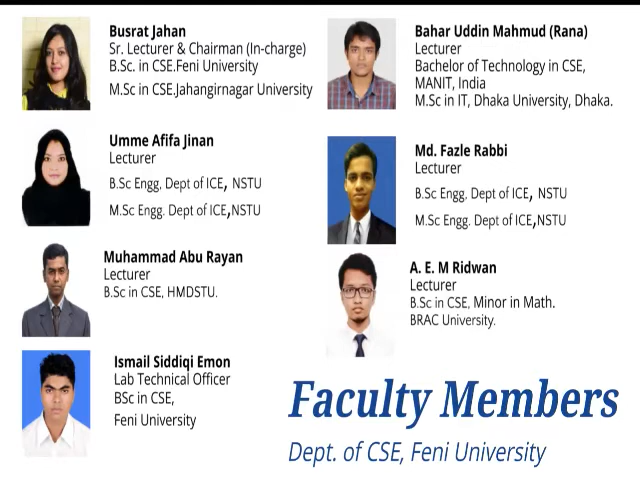 Busrat Jahan
Sr. Lecturer & Chairman (In-charge)
B.Sc. in CSE.Feni University
M.Sc in CSE.Jahangirnagar University
Bahar Uddin Mahmud (Rana)
Lecturer
Bachelor of Technology in CSE,
MANIT, India
M.Sc in IT, Dhaka University, Dhaka.
Umme Afifa Jinan
Lecturer
B.Sc Engg. Dept of ICE, NSTU
M.Sc Engg. Dept of ICE,NSTU
Md. Fazle Rabbi
Lecturer
B.Sc Engg. Dept of ICE, NSTU
M.Sc Engg. Dept of ICE,NSTU
Muhammad Abu Rayan
Lecturer
B.Sc in CSE, HMDSTU.
A. E. M Ridwan
Lecturer
B.Sc in CSE, Minor in Math.
BRAC University.
Ismail Siddiqi Emon
Lab Technical Officer
BSc in CSE,
Feni University
Faculty Members
Dept. of CSE, Feni University